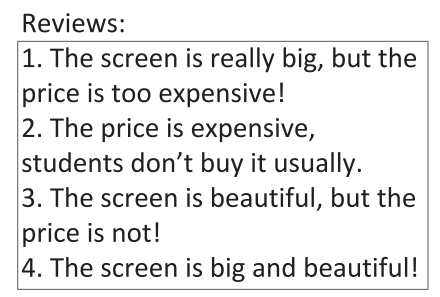 Reviews:
1. The screen is really big, but the
price is too expensive!
2. The price is expensive,
students don’t buy it usually.
3. The screen is beautiful, but the
price is not!
4. The screen is big and beautiful!